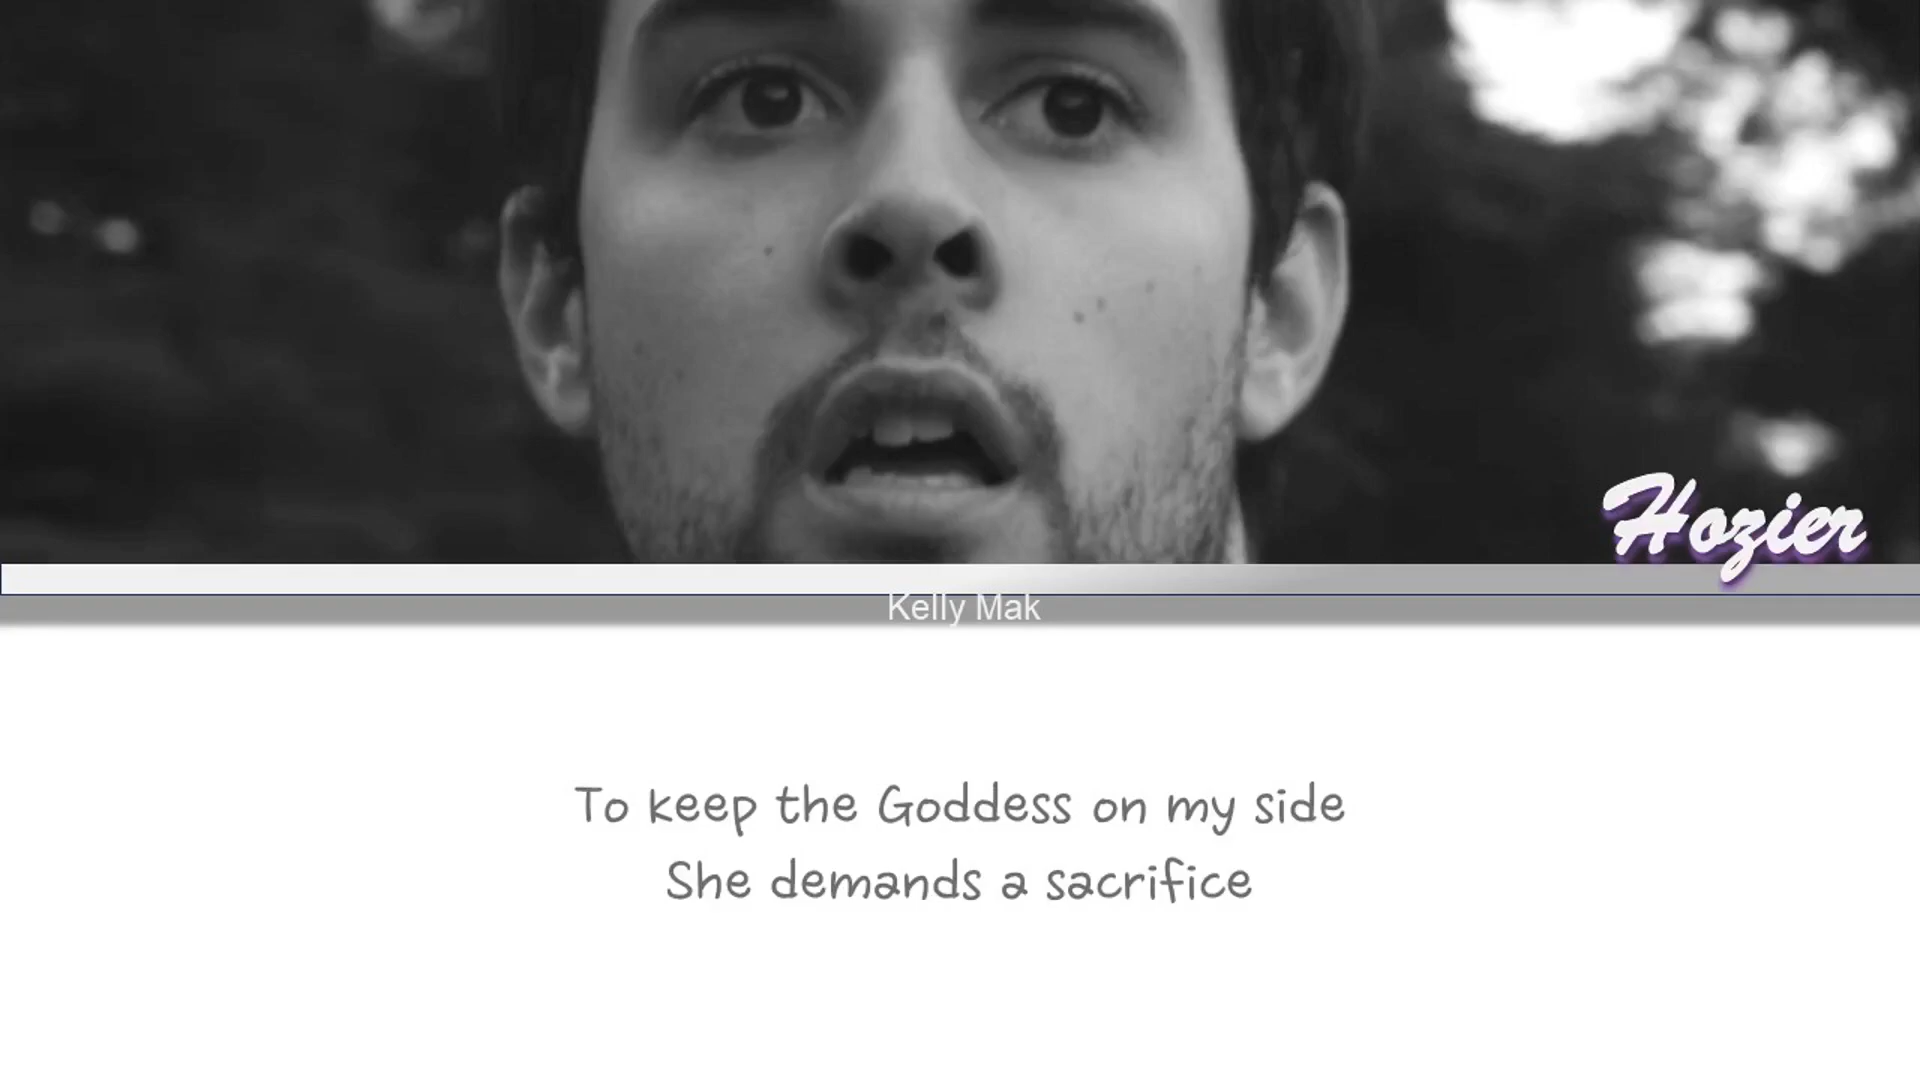 Hozier
Kelly Mak
To keep the Goddess on my side
She demands a sacrifice